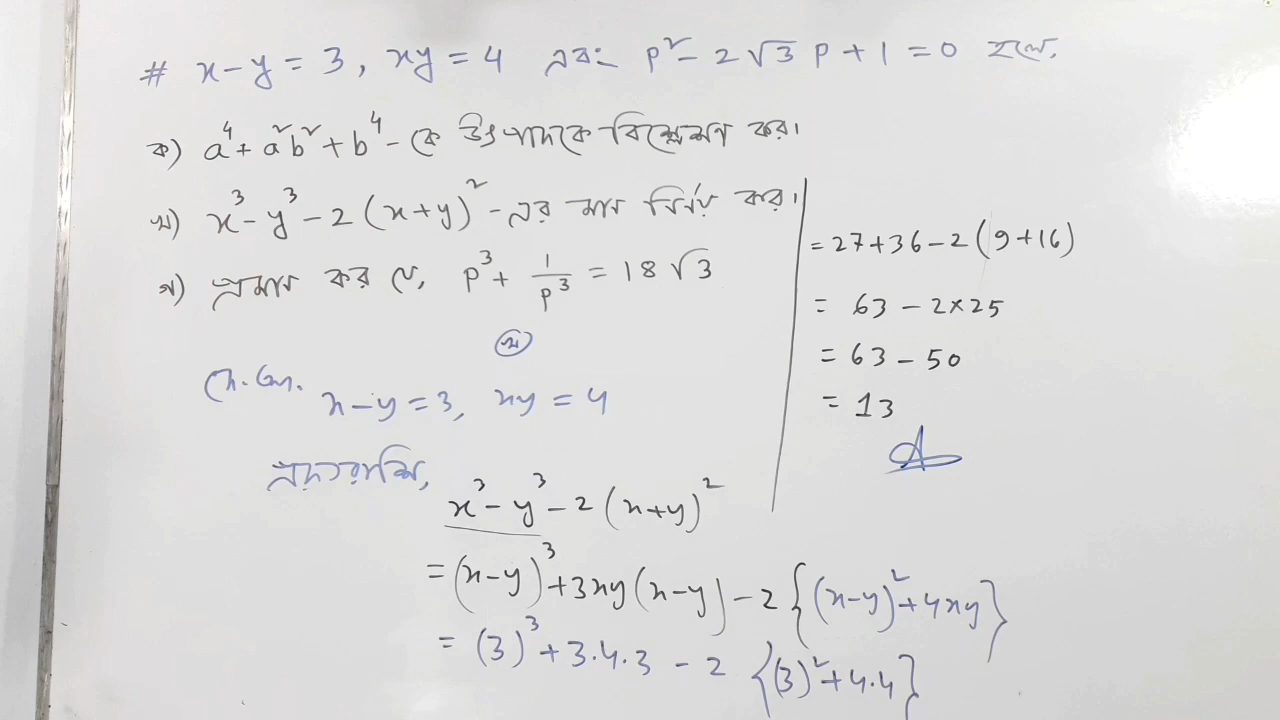 # x-y = 3, xy = 4 এবং p² - 2√3 p + 1 = 0 হলে,
ক) a⁴ + a²b² + b⁴ - কে উৎপাদকে বিশ্লেষণ কর।
খ) x³ - y³ - 2(x+y)² - এর মান নির্ণয় কর।
গ) প্রমাণ কর যে, p³ + 1/p³ = 18√3
খ
দে. আছে.
x-y = 3, xy = 4
প্রদত্তরাশি,
x³ - y³ - 2(x+y)²
= (x-y)³ + 3xy(x-y) - 2{(x-y)² + 4xy}
= (3)³ + 3.4.3 - 2{(3)² + 4.4}
= 27 + 36 - 2(9+16)
= 63 - 2×25
= 63 - 50
= 13